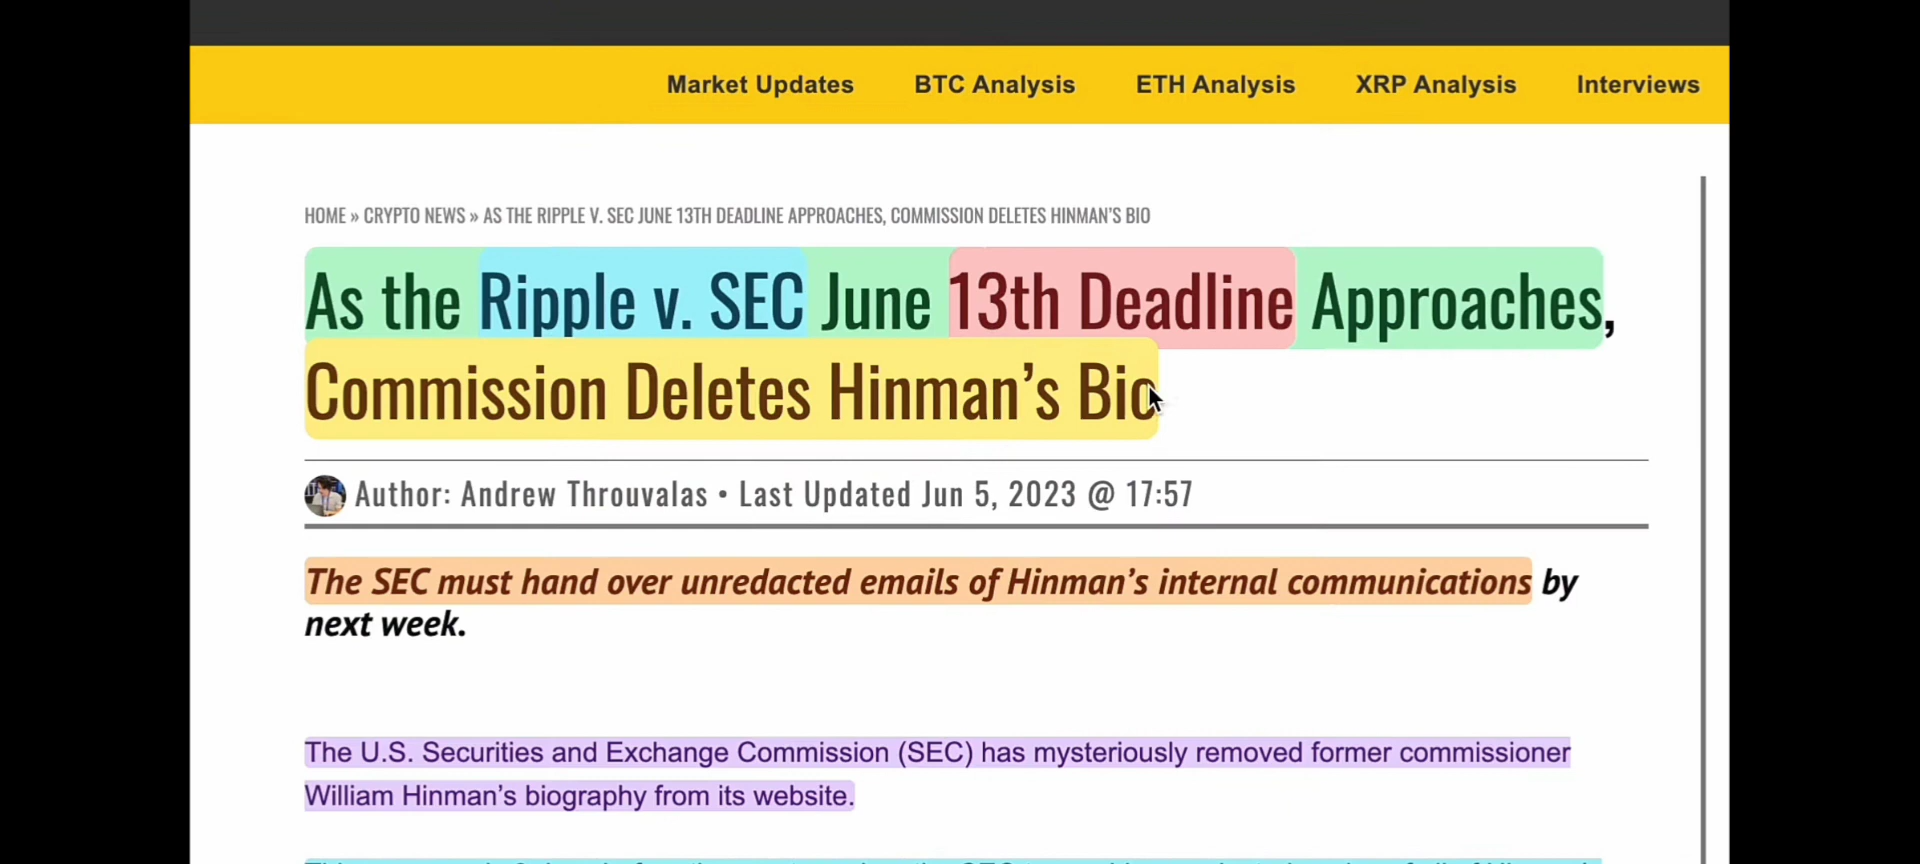 Market Updates BTC Analysis ETH Analysis XRP Analysis Interviews
HOME » CRYPTO NEWS » AS THE RIPPLE V. SEC JUNE 13TH DEADLINE APPROACHES, COMMISSION DELETES HINMAN’S BIO
As the Ripple v. SEC June 13th Deadline Approaches,
Commission Deletes Hinman’s Bio
Author: Andrew Throuvalas • Last Updated Jun 5, 2023 @ 17:57
The SEC must hand over unredacted emails of Hinman’s internal communications by
next week.
The U.S. Securities and Exchange Commission (SEC) has mysteriously removed former commissioner
William Hinman’s biography from its website.